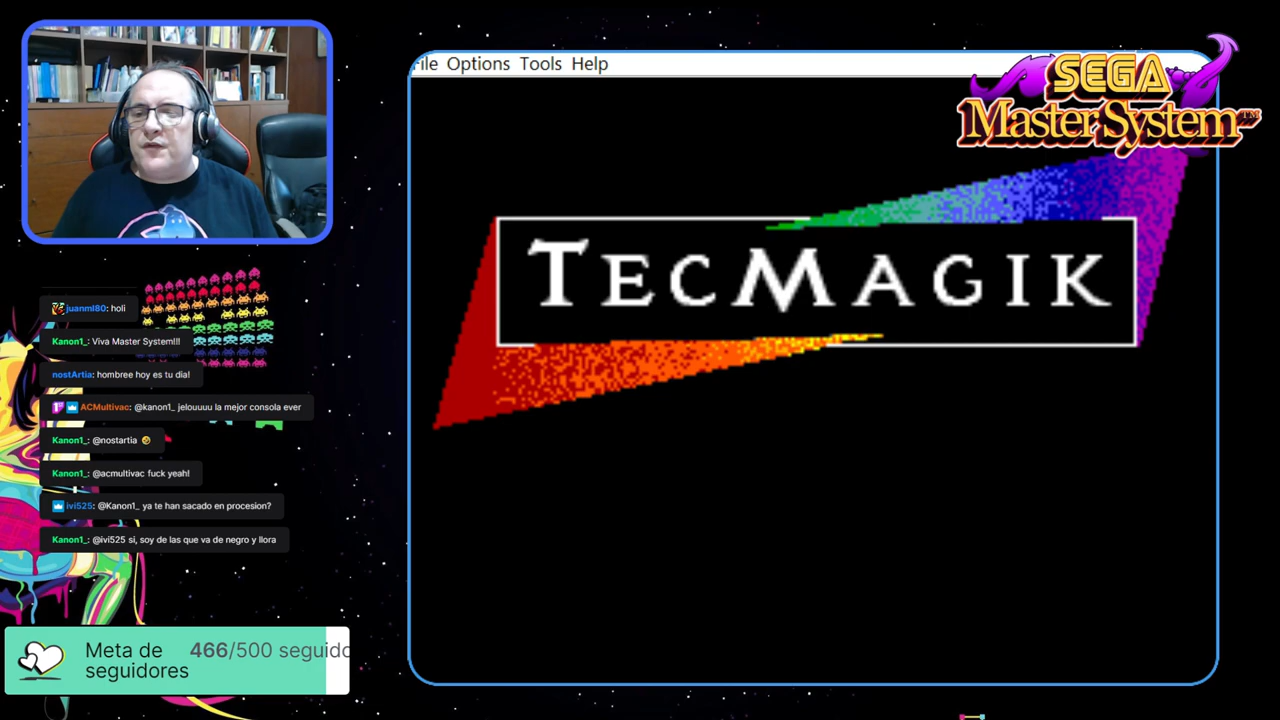 File Options Tools Help
SEGA
Master System™
TECMAGIK
juanml80: holi
Kanon1_: Viva Master System!!!
nostArtia: hombree hoy es tu dia!
ACMultivac: @kanon1_ jelouuuu la mejor consola ever
Kanon1_: @nostartia 🤣
Kanon1_: @acmultivac fuck yeah!
ivi525: @Kanon1_ ya te han sacado en procesion?
Kanon1_: @ivi525 si, soy de las que va de negro y llora
Meta de 466/500 seguido
seguidores